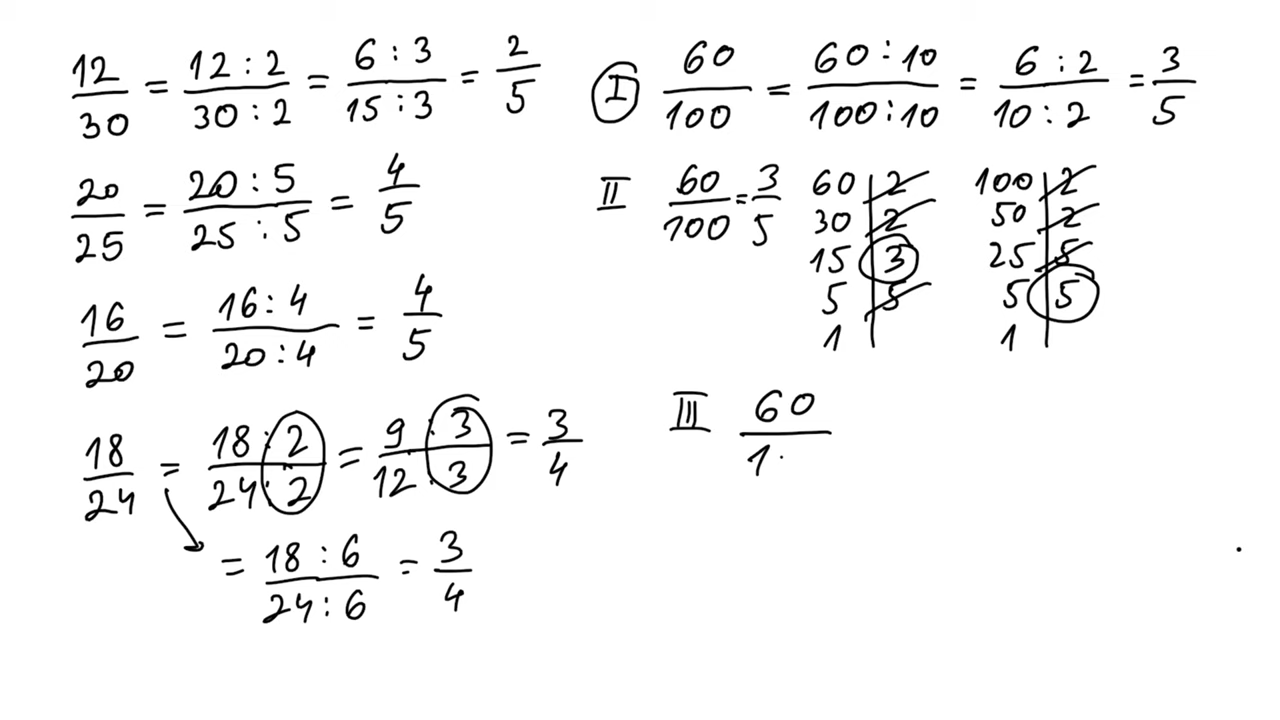 12/30 = 12 : 2/30 : 2 = 6 : 3/15 : 3 = 2/5
20/25 = 20 : 5/25 : 5 = 4/5
16/20 = 16 : 4/20 : 4 = 4/5
18/24 = 18 : 2/24 : 2 = 9 : 3/12 : 3 = 3/4
= 18 : 6/24 : 6 = 3/4
I 60/100 = 60 : 10/100 : 10 = 6 : 2/10 : 2 = 3/5
II 60/100 = 3/5
60 | 2
30 | 2
15 | 3
5 | 5
1 |
100 | 2
50 | 2
25 | 5
5 | 5
1 |
III 60/1